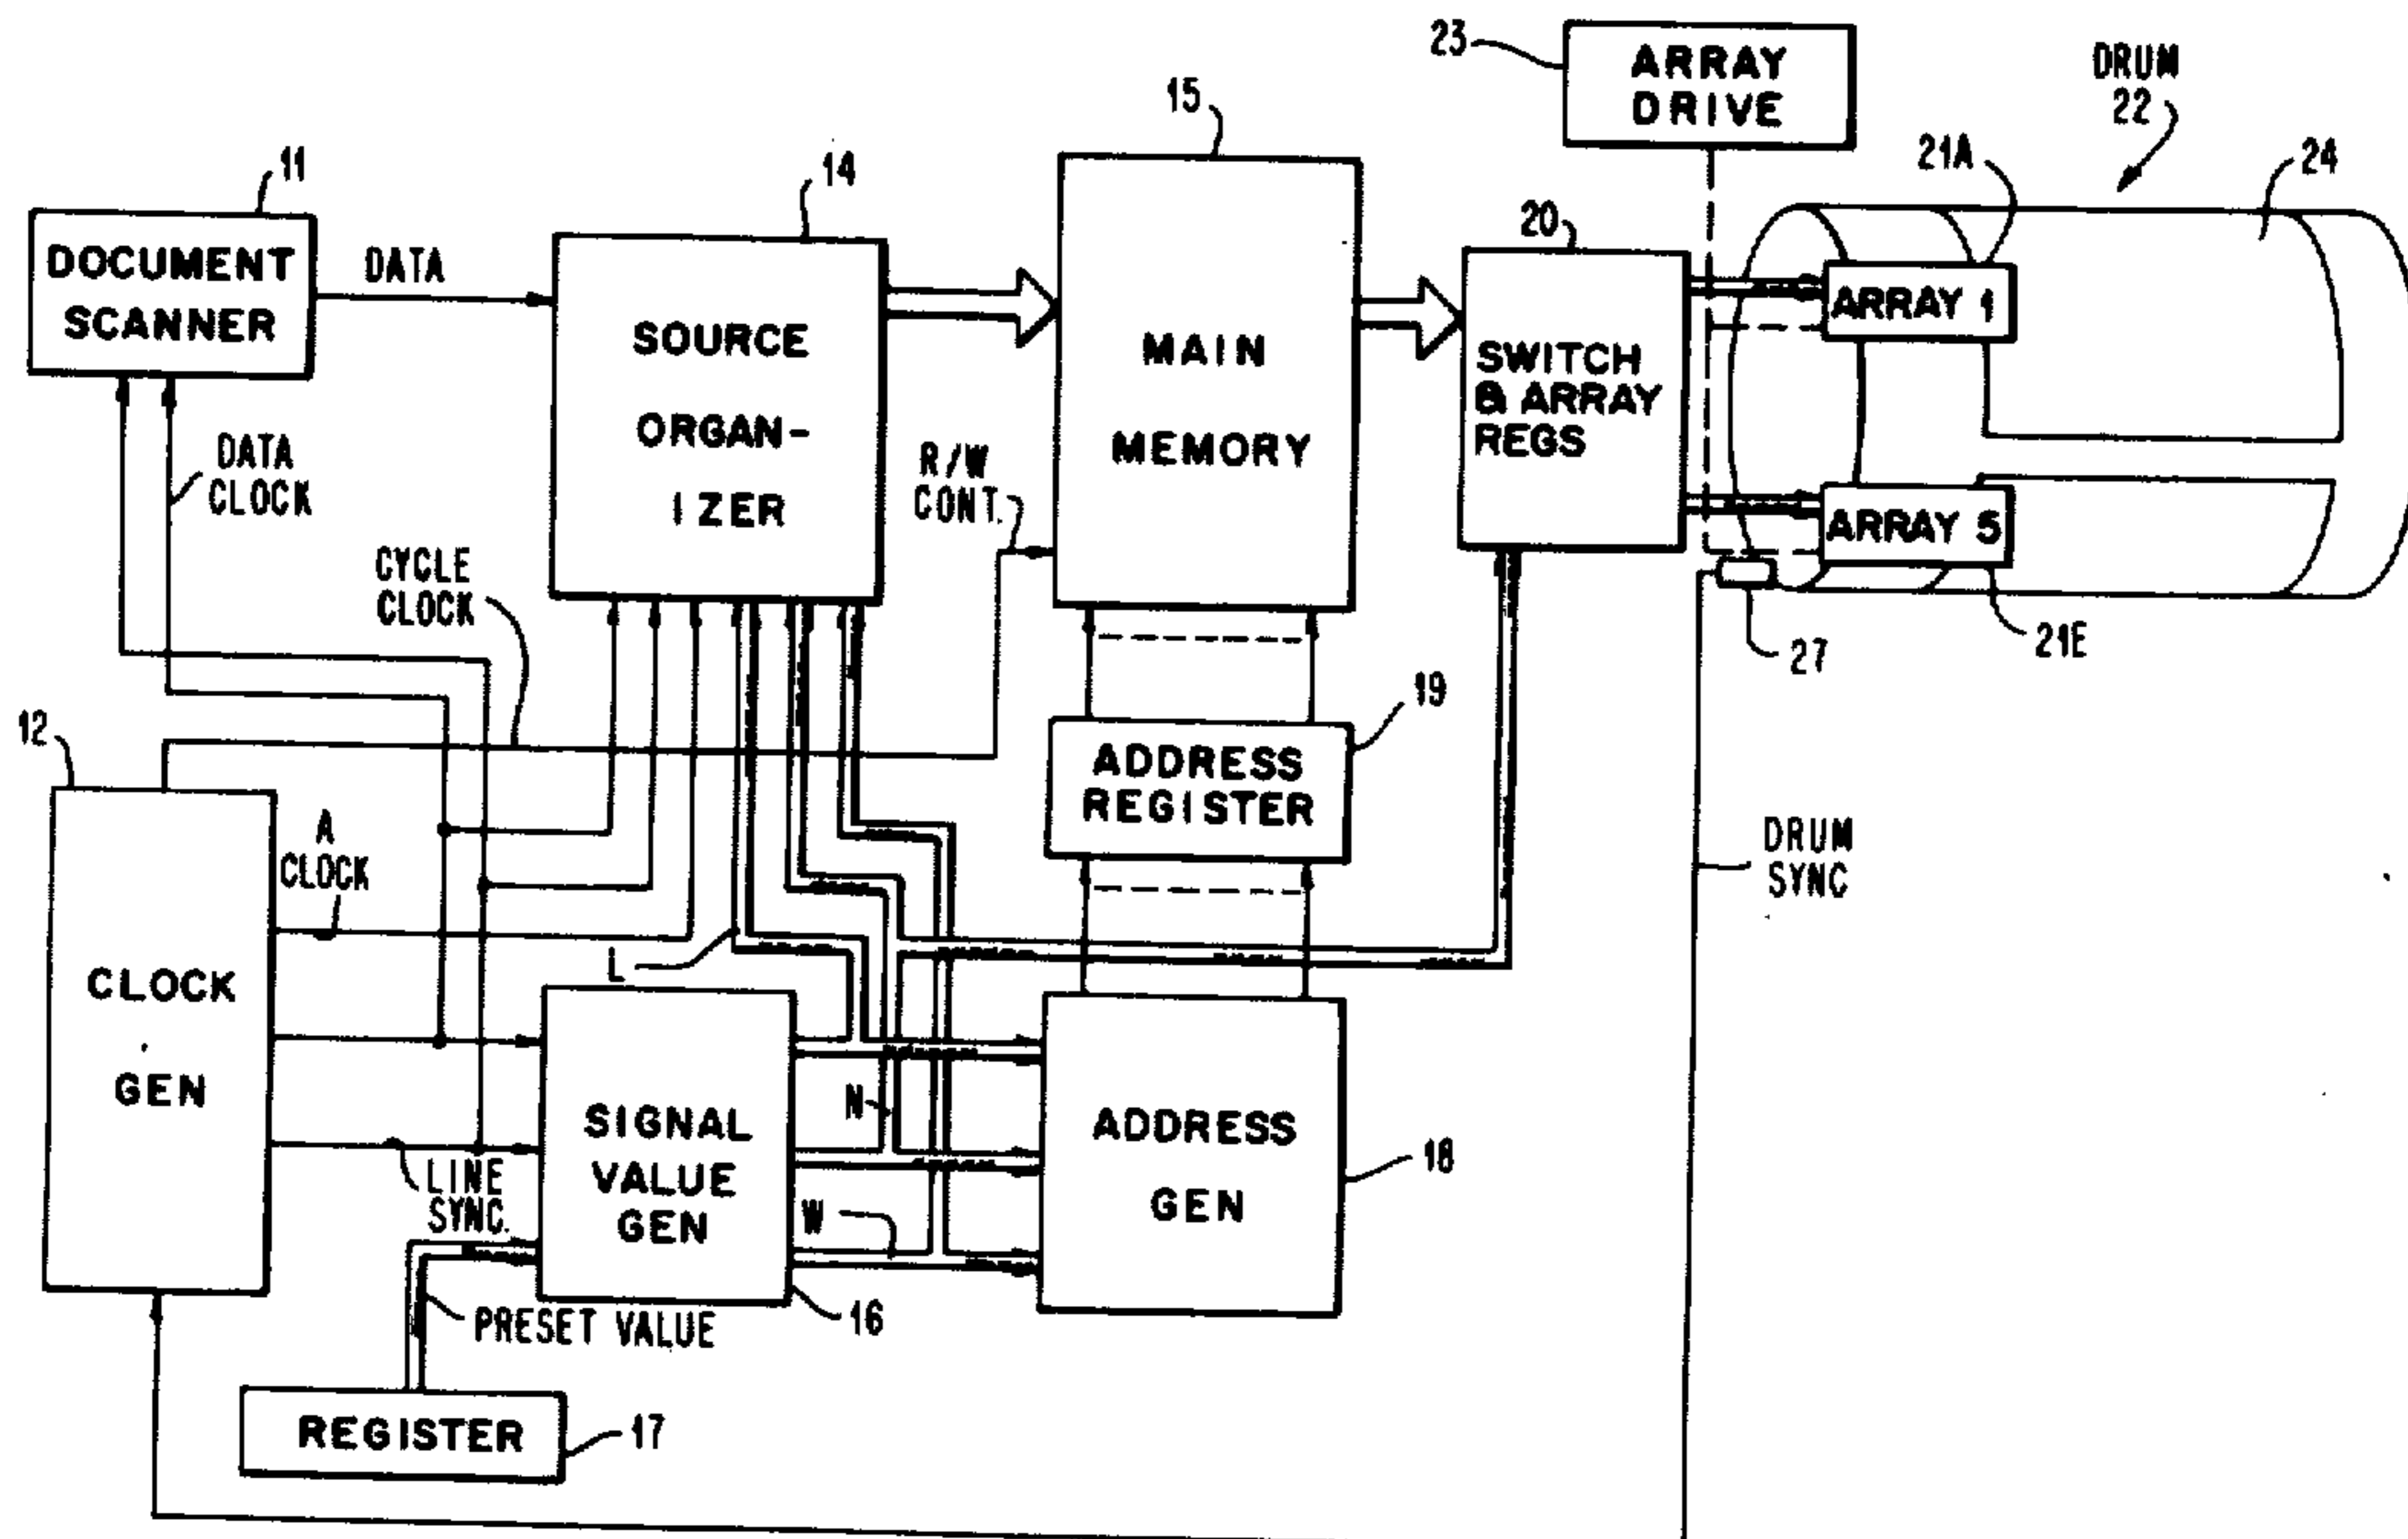 23
ARRAY
DRIVE
DRUM
22
15
11
14
21A
24
20
DOCUMENT
SCANNER
DATA
SOURCE
ORGAN-
IZER
MAIN
MEMORY
SWITCH
& ARRAY
REGS
ARRAY 1
ARRAY 5
DATA
CLOCK
R/W
CONT.
CYCLE
CLOCK
27
21E
19
12
ADDRESS
REGISTER
A
CLOCK
DRUM
SYNC
L
CLOCK
GEN
N
SIGNAL
VALUE
GEN
ADDRESS
GEN
18
LINE
SYNC.
W
PRESET VALUE
16
REGISTER
17